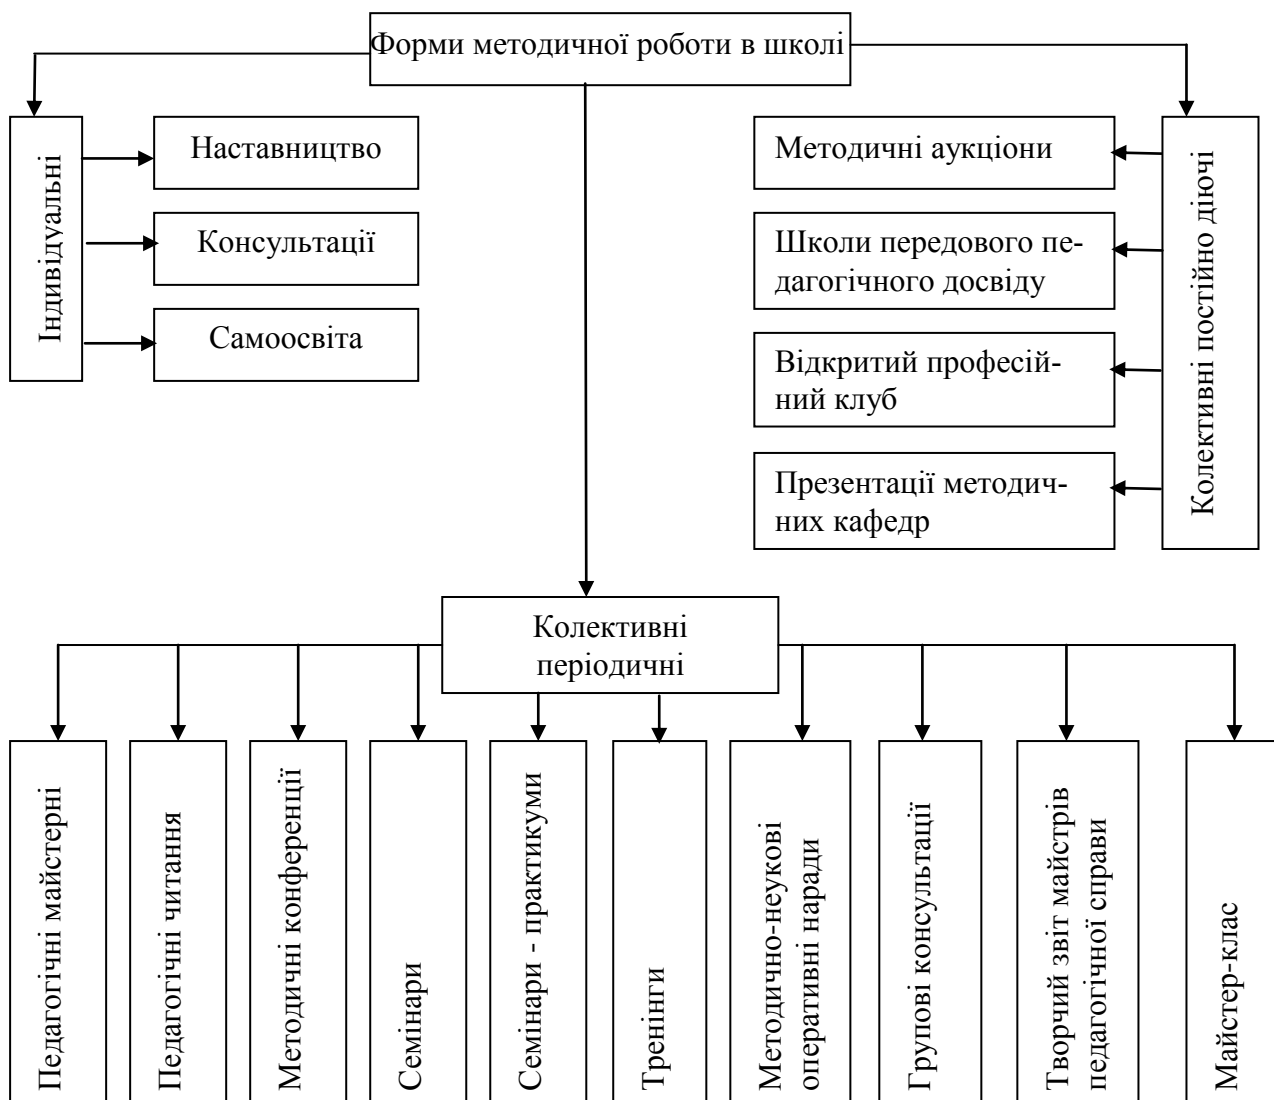 Форми методичної роботи в школі
Індивідуальні
Наставництво
Консультації
Самоосвіта
Методичні аукціони
Школи передового пе-
дагогічного досвіду
Відкритий професій-
ний клуб
Презентації методич-
них кафедр
Колективні постійно діючі
Колективні
періодичні
Педагогічні майстерні
Педагогічні читання
Методичні конференції
Семінари
Семінари - практикуми
Тренінги
Методично-неукові
оперативні наради
Групові консультації
Творчий звіт майстрів
педагогічної справи
Майстер-клас